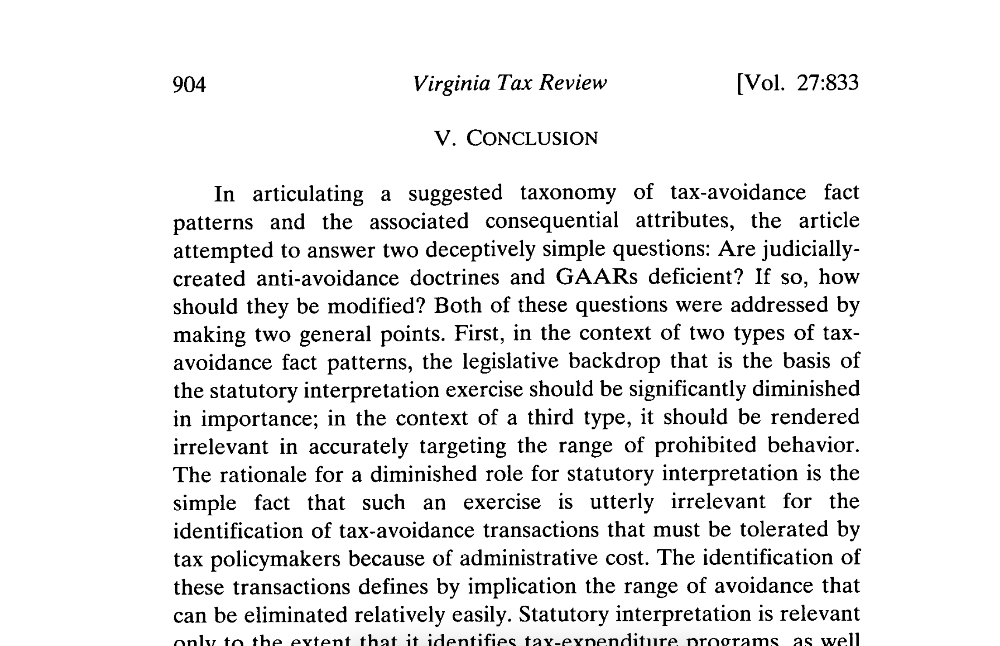 904 Virginia Tax Review [Vol. 27:833
V. CONCLUSION
In articulating a suggested taxonomy of tax-avoidance fact
patterns and the associated consequential attributes, the article
attempted to answer two deceptively simple questions: Are judicially-
created anti-avoidance doctrines and GAARs deficient? If so, how
should they be modified? Both of these questions were addressed by
making two general points. First, in the context of two types of tax-
avoidance fact patterns, the legislative backdrop that is the basis of
the statutory interpretation exercise should be significantly diminished
in importance; in the context of a third type, it should be rendered
irrelevant in accurately targeting the range of prohibited behavior.
The rationale for a diminished role for statutory interpretation is the
simple fact that such an exercise is utterly irrelevant for the
identification of tax-avoidance transactions that must be tolerated by
tax policymakers because of administrative cost. The identification of
these transactions defines by implication the range of avoidance that
can be eliminated relatively easily. Statutory interpretation is relevant
only to the extent that it identifies tax-expenditure programs, as well